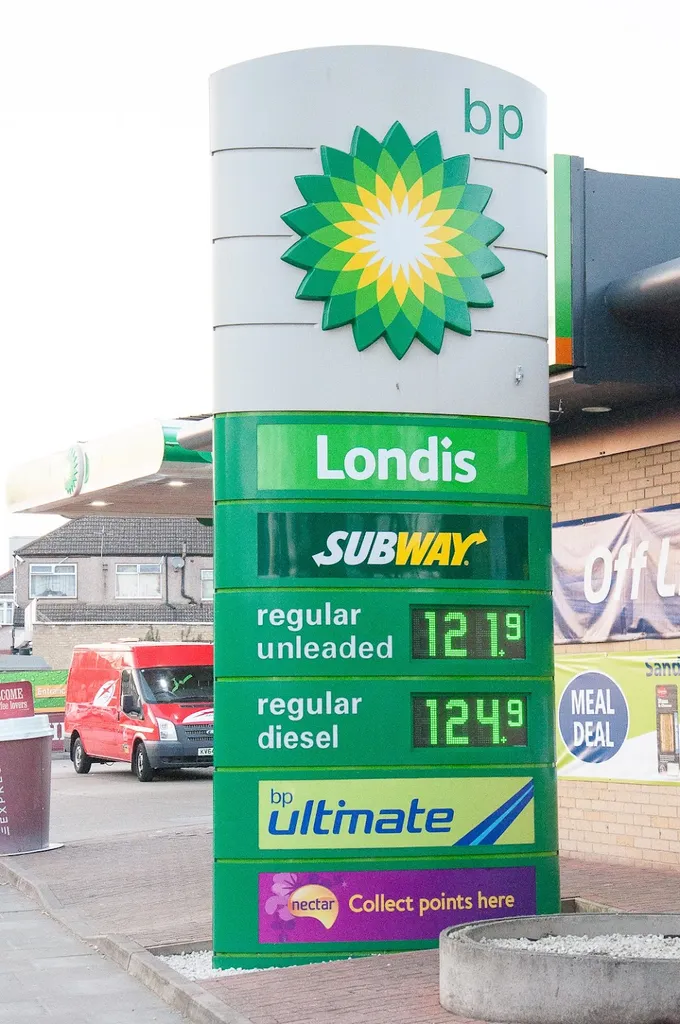 bp
Londis
SUBWAY
regular
unleaded
121.9
regular
diesel
124.9
bp
ultimate
nectar
Collect points here
Off L
Sand
MEAL
DEAL